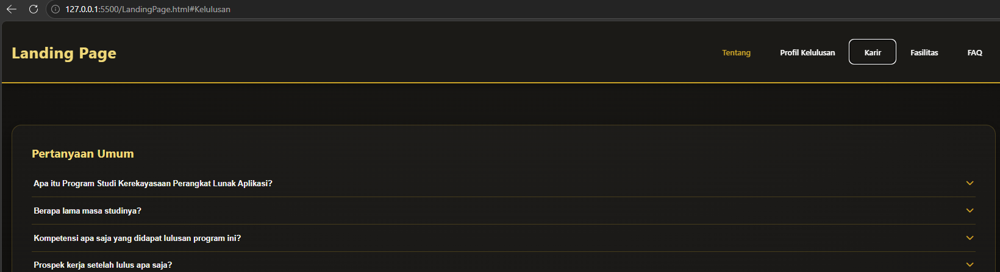 127.0.0.1:5500/LandingPage.html#Kelulusan
Landing Page
Tentang Profil Kelulusan Karir Fasilitas FAQ
Pertanyaan Umum
Apa itu Program Studi Kerekayasaan Perangkat Lunak Aplikasi?
Berapa lama masa studinya?
Kompetensi apa saja yang didapat lulusan program ini?
Prospek kerja setelah lulus apa saja?